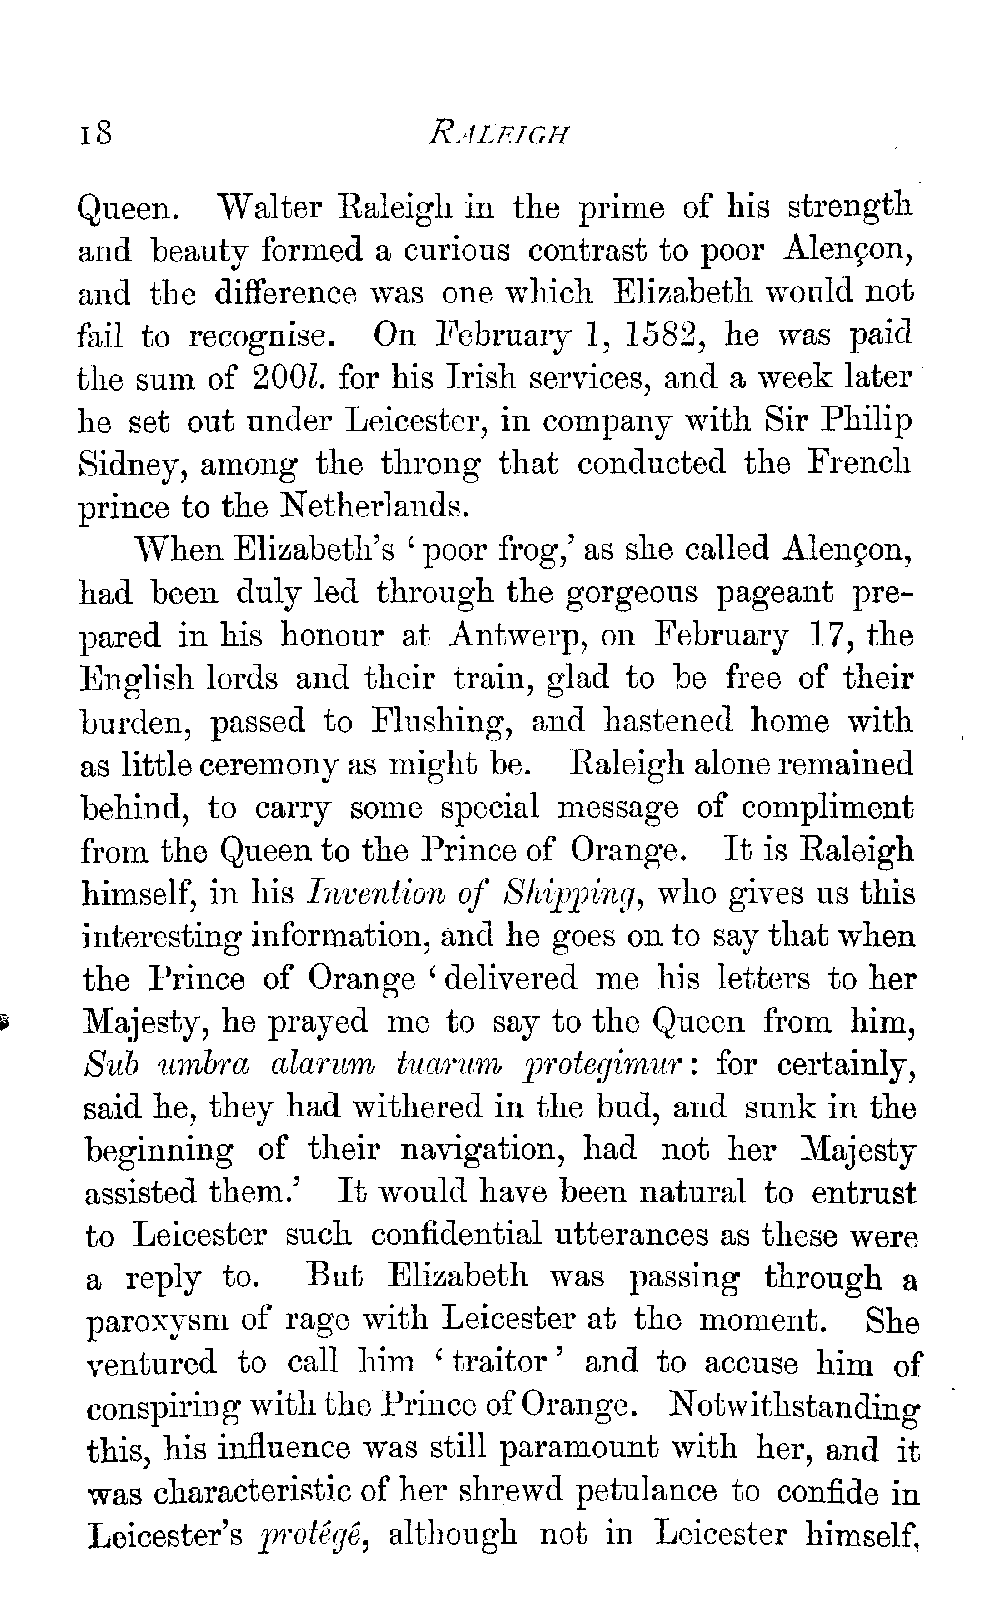 18 RALEIGH
Queen. Walter Raleigh in the prime of his strength
and beauty formed a curious contrast to poor Alençon,
and the difference was one which Elizabeth would not
fail to recognise. On February 1, 1582, he was paid
the sum of 200l. for his Irish services, and a week later
he set out under Leicester, in company with Sir Philip
Sidney, among the throng that conducted the French
prince to the Netherlands.
When Elizabeth's ‘poor frog,’ as she called Alençon,
had been duly led through the gorgeous pageant pre-
pared in his honour at Antwerp, on February 17, the
English lords and their train, glad to be free of their
burden, passed to Flushing, and hastened home with
as little ceremony as might be. Raleigh alone remained
behind, to carry some special message of compliment
from the Queen to the Prince of Orange. It is Raleigh
himself, in his Invention of Shipping, who gives us this
interesting information, and he goes on to say that when
the Prince of Orange ‘delivered me his letters to her
Majesty, he prayed me to say to the Queen from him,
Sub umbra alarum tuarum protegimur: for certainly,
said he, they had withered in the bud, and sunk in the
beginning of their navigation, had not her Majesty
assisted them.’ It would have been natural to entrust
to Leicester such confidential utterances as these were
a reply to. But Elizabeth was passing through a
paroxysm of rage with Leicester at the moment. She
ventured to call him ‘traitor’ and to accuse him of
conspiring with the Prince of Orange. Notwithstanding
this, his influence was still paramount with her, and it
was characteristic of her shrewd petulance to confide in
Leicester's protégé, although not in Leicester himself.